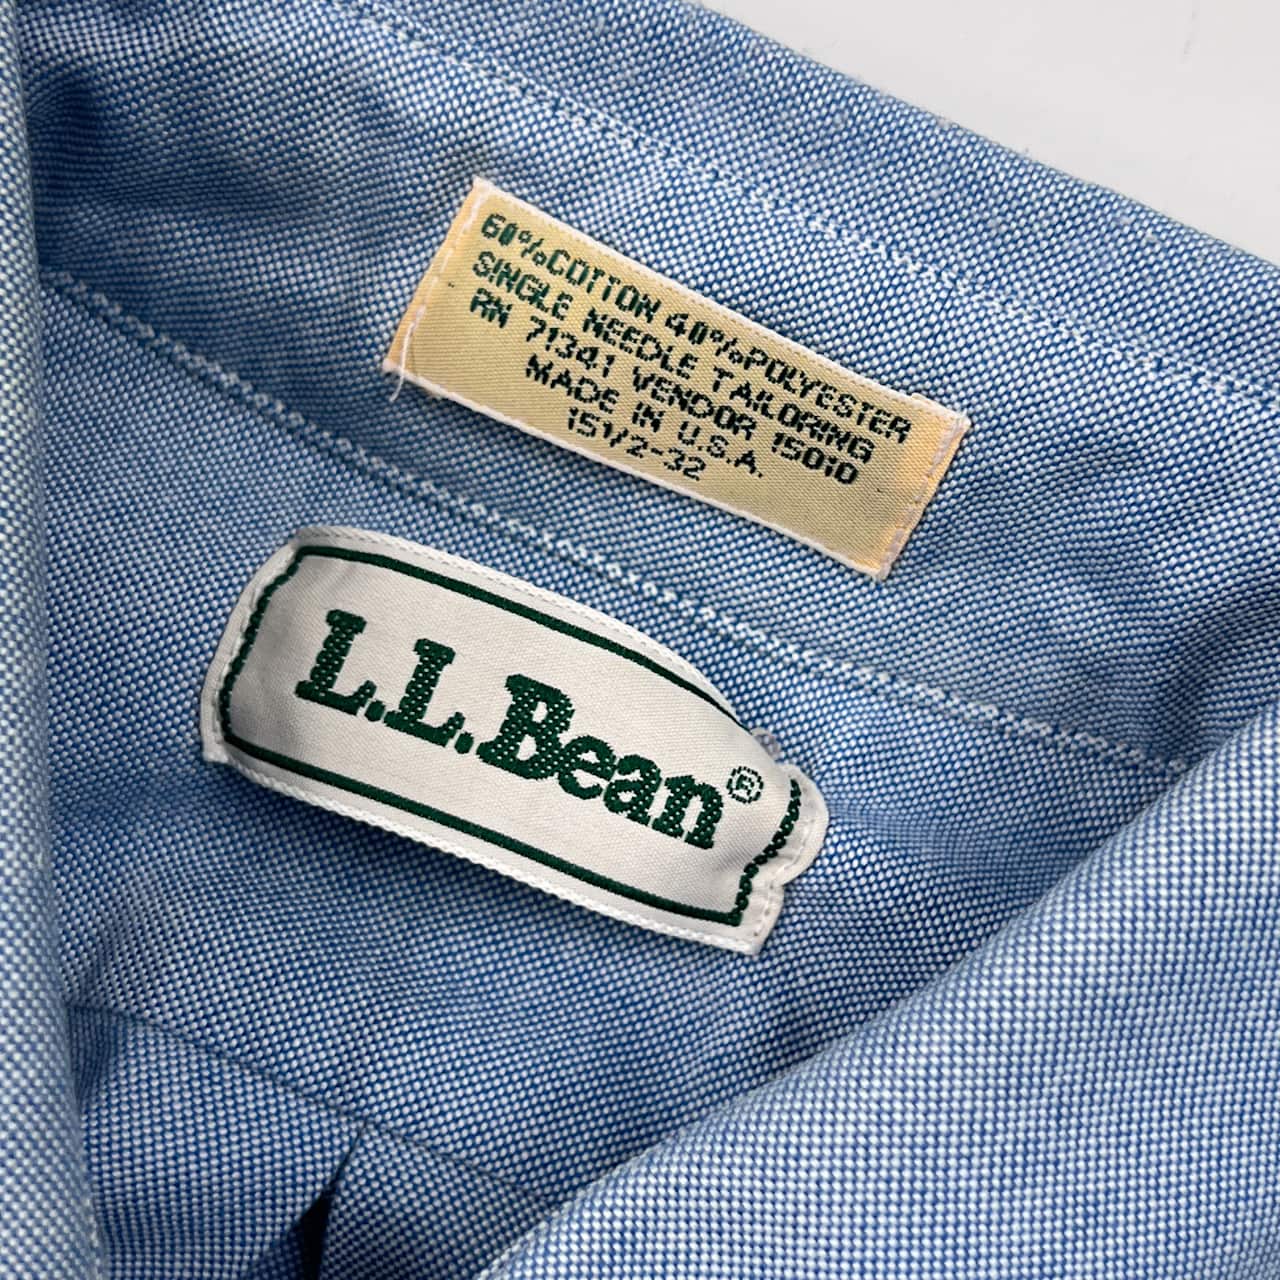 60%COTTON 40%POLYESTER
SINGLE NEEDLE TAILORING
RN 71341 VENDOR 15010
MADE IN U.S.A.
15 1/2-32
L.L.Bean®